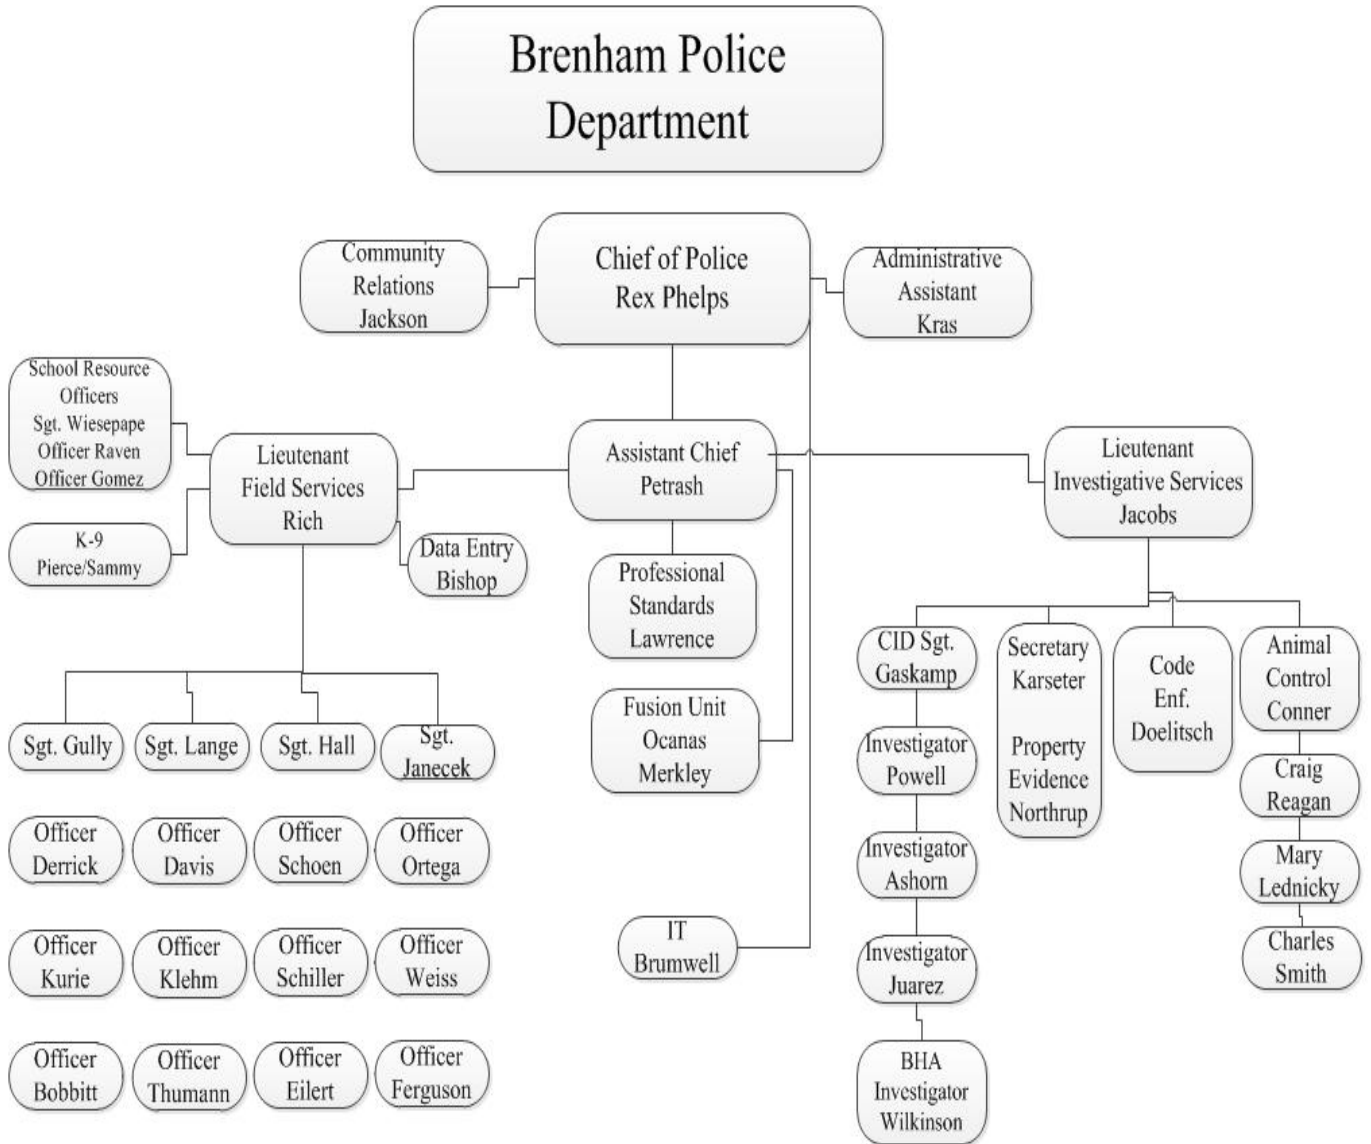 Brenham Police
Department
Community
Relations
Jackson
Chief of Police
Rex Phelps
Administrative
Assistant
Kras
School Resource
Officers
Sgt. Wiesepape
Officer Raven
Officer Gomez
Lieutenant
Field Services
Rich
Assistant Chief
Petrash
Lieutenant
Investigative Services
Jacobs
K-9
Pierce/Sammy
Data Entry
Bishop
Professional
Standards
Lawrence
Fusion Unit
Ocanas
Merkley
IT
Brumwell
Sgt. Gully
Sgt. Lange
Sgt. Hall
Sgt.
Janecek
Officer
Derrick
Officer
Davis
Officer
Schoen
Officer
Ortega
Officer
Kurie
Officer
Klehm
Officer
Schiller
Officer
Weiss
Officer
Bobbitt
Officer
Thumann
Officer
Eilert
Officer
Ferguson
CID Sgt.
Gaskamp
Investigator
Powell
Investigator
Ashorn
Investigator
Juarez
BHA
Investigator
Wilkinson
Secretary
Karseter
Property
Evidence
Northrup
Code
Enf.
Doelitsch
Animal
Control
Conner
Craig
Reagan
Mary
Lednicky
Charles
Smith